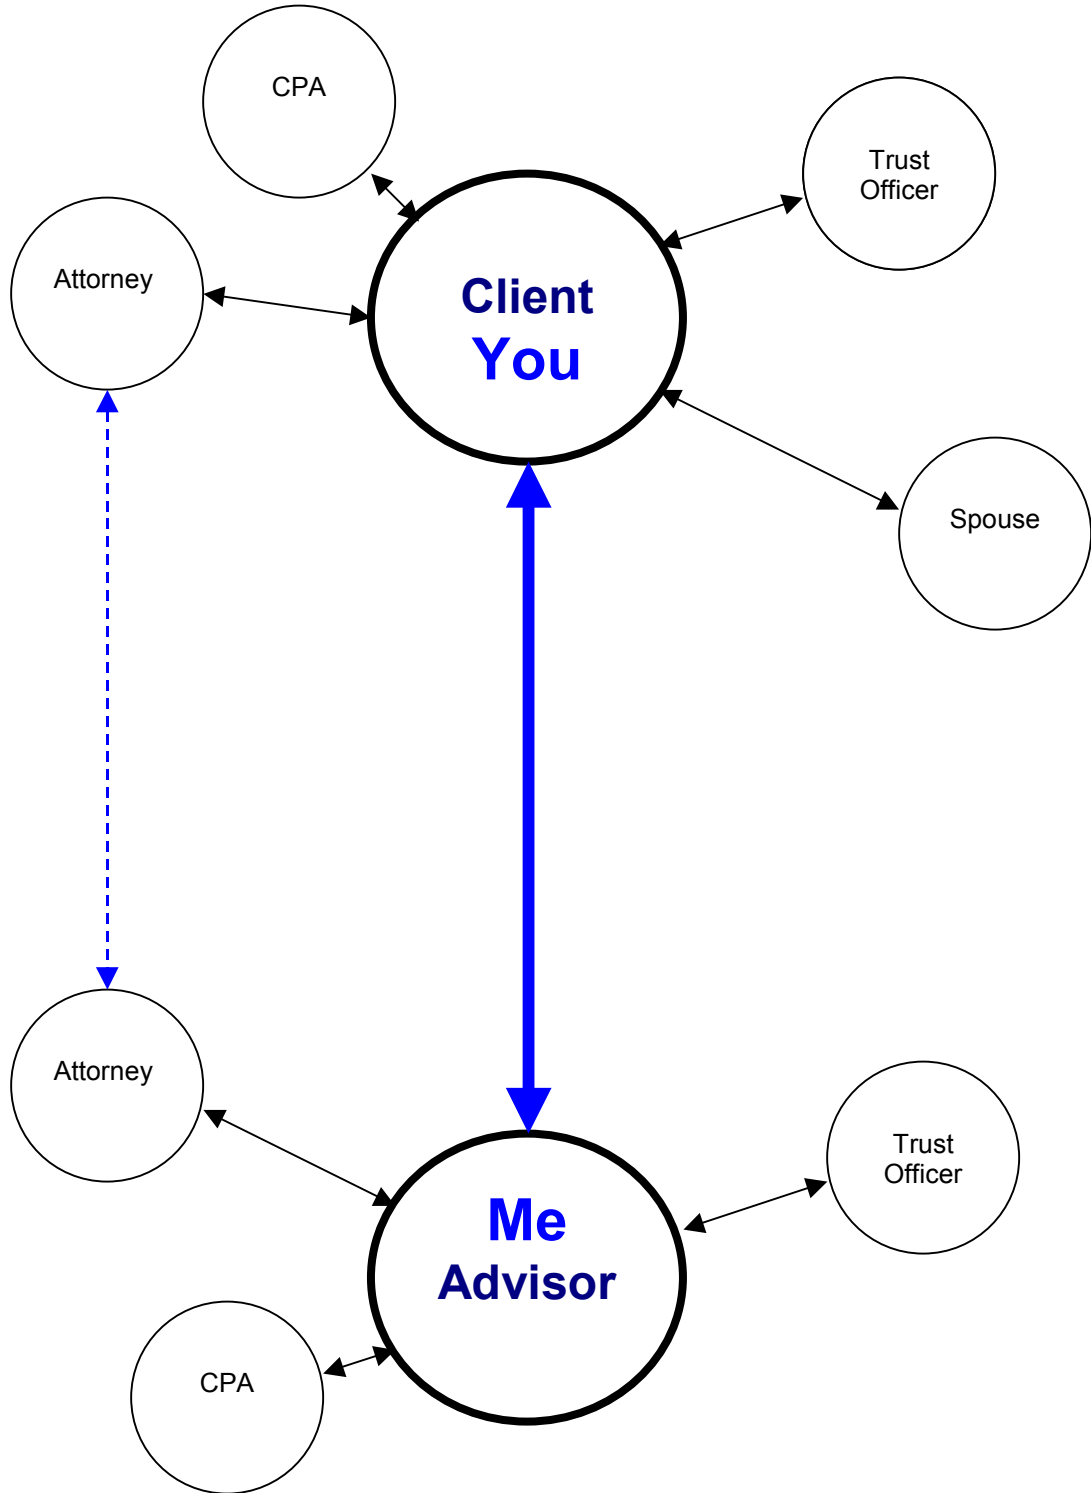 CPA
Trust
Officer
Attorney
Client
You
Spouse
Attorney
Trust
Officer
Me
Advisor
CPA